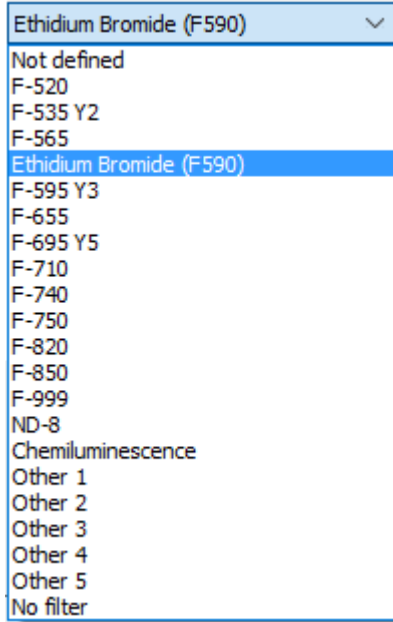 Ethidium Bromide (F590)
Not defined
F-520
F-535 Y2
F-565
Ethidium Bromide (F590)
F-595 Y3
F-655
F-695 Y5
F-710
F-740
F-750
F-820
F-850
F-999
ND-8
Chemiluminescence
Other 1
Other 2
Other 3
Other 4
Other 5
No filter